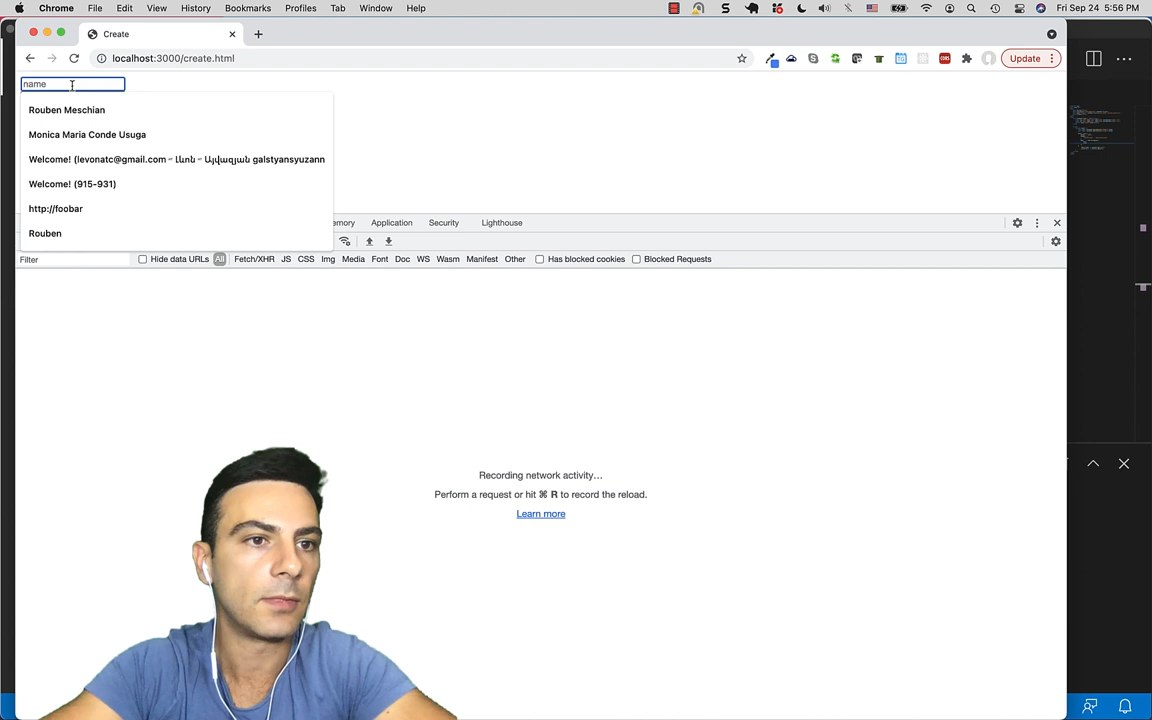 Chrome File Edit View History Bookmarks Profiles Tab Window Help
Fri Sep 24 5:56 PM
Create
localhost:3000/create.html
Update
name
Rouben Meschian
Monica Maria Conde Usuga
Welcome! (levonatc@gmail.com – Լևոն – Այվազյան galstyansyuzann
Welcome! (915-931)
http://foobar
Rouben
emory Application Security Lighthouse
Filter
Hide data URLs All Fetch/XHR JS CSS Img Media Font Doc WS Wasm Manifest Other Has blocked cookies Blocked Requests
Recording network activity…
Perform a request or hit ⌘ R to record the reload.
Learn more